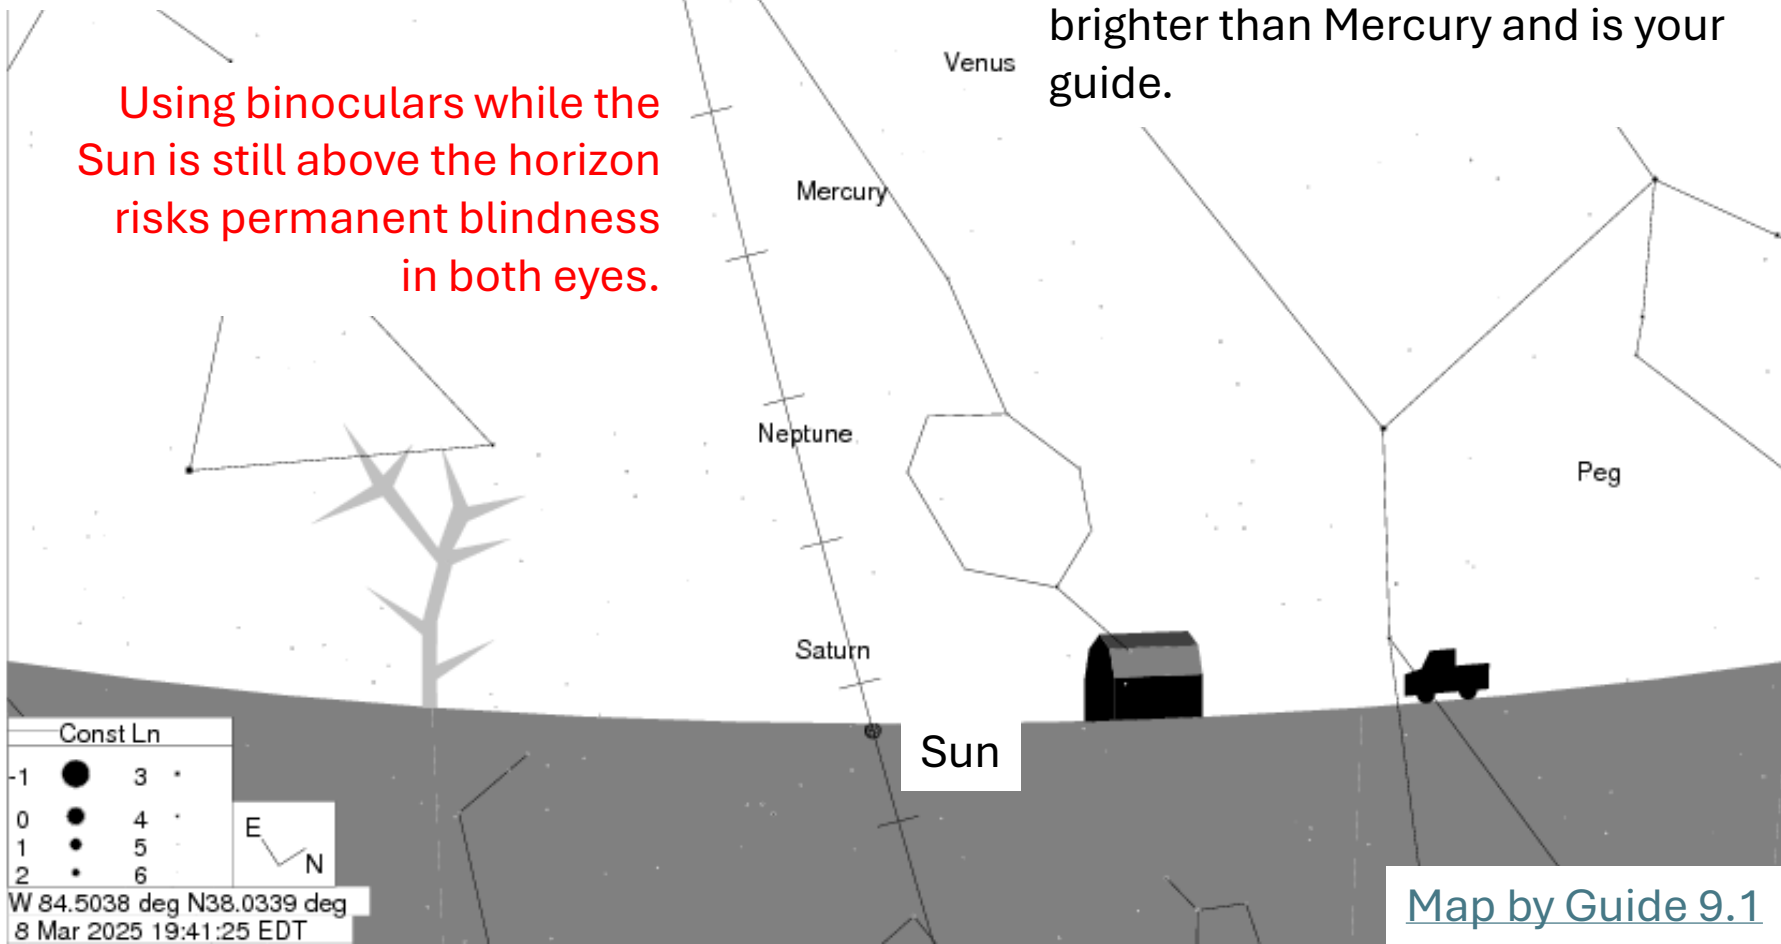 brighter than Mercury and is your
guide.
Venus
Using binoculars while the
Sun is still above the horizon
risks permanent blindness
in both eyes.
Mercury
Neptune
Peg
Saturn
Sun
Const Ln
-1 3
0 4
1 5
2 6
E
N
W 84.5038 deg N38.0339 deg
8 Mar 2025 19:41:25 EDT
Map by Guide 9.1